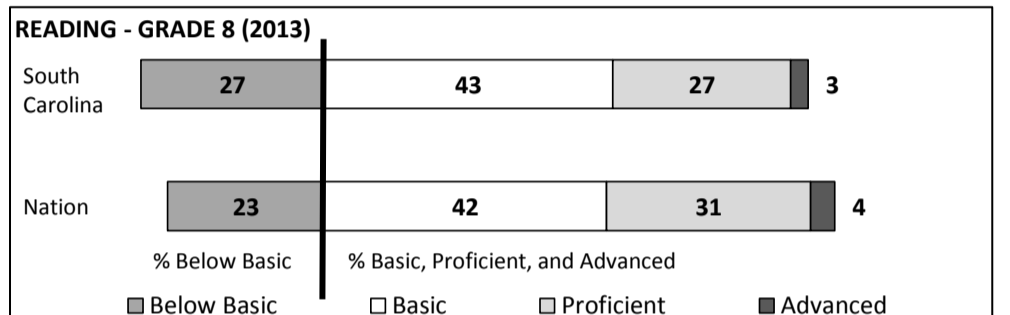 READING - GRADE 8 (2013)
South
Carolina
27 43 27 3
Nation 23 42 31 4
% Below Basic % Basic, Proficient, and Advanced
Below Basic Basic Proficient Advanced